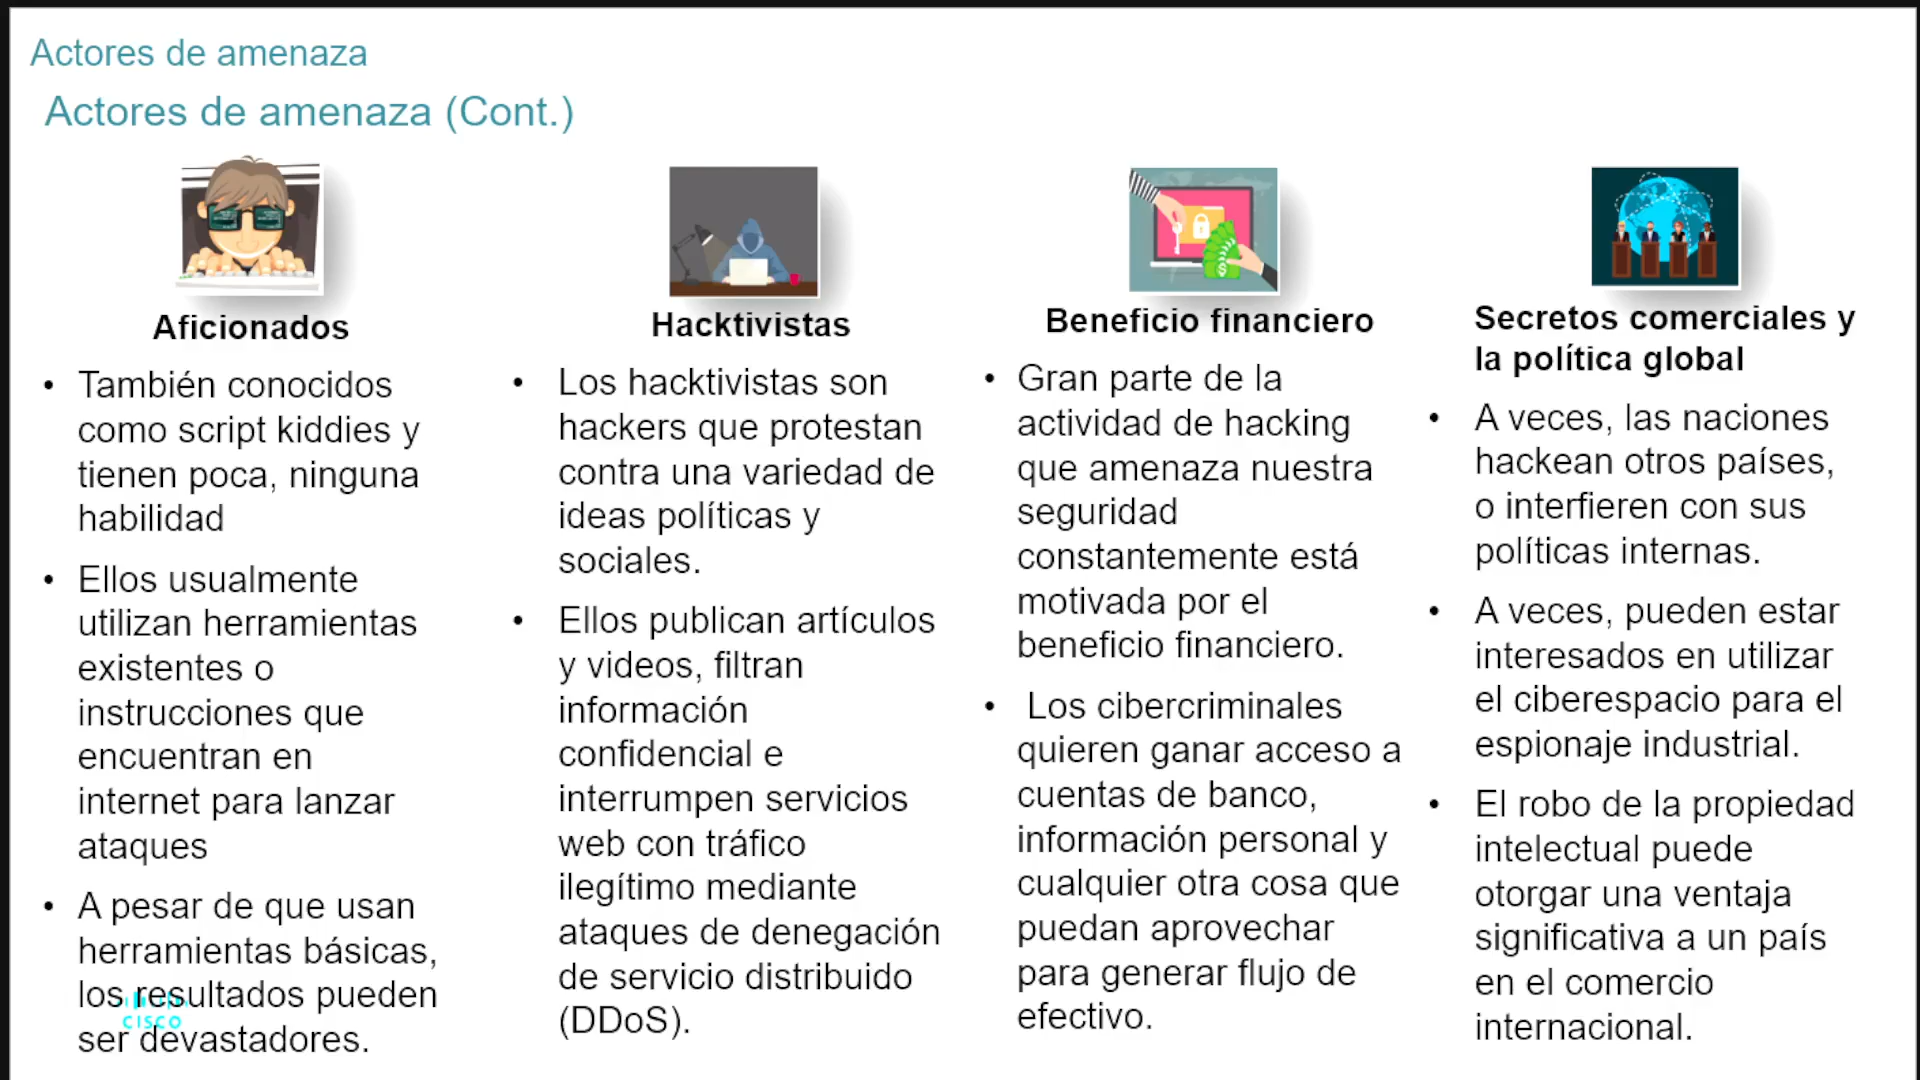 Actores de amenaza
Actores de amenaza (Cont.)
Aficionados
• También conocidos
como script kiddies y
tienen poca, ninguna
habilidad
• Ellos usualmente
utilizan herramientas
existentes o
instrucciones que
encuentran en
internet para lanzar
ataques
• A pesar de que usan
herramientas básicas,
los resultados pueden
ser devastadores.
CISCO
Hacktivistas
• Los hacktivistas son
hackers que protestan
contra una variedad de
ideas políticas y
sociales.
• Ellos publican artículos
y videos, filtran
información
confidencial e
interrumpen servicios
web con tráfico
ilegítimo mediante
ataques de denegación
de servicio distribuido
(DDoS).
Beneficio financiero
• Gran parte de la
actividad de hacking
que amenaza nuestra
seguridad
constantemente está
motivada por el
beneficio financiero.
• Los cibercriminales
quieren ganar acceso a
cuentas de banco,
información personal y
cualquier otra cosa que
puedan aprovechar
para generar flujo de
efectivo.
Secretos comerciales y
la política global
• A veces, las naciones
hackean otros países,
o interfieren con sus
políticas internas.
• A veces, pueden estar
interesados en utilizar
el ciberespacio para el
espionaje industrial.
• El robo de la propiedad
intelectual puede
otorgar una ventaja
significativa a un país
en el comercio
internacional.